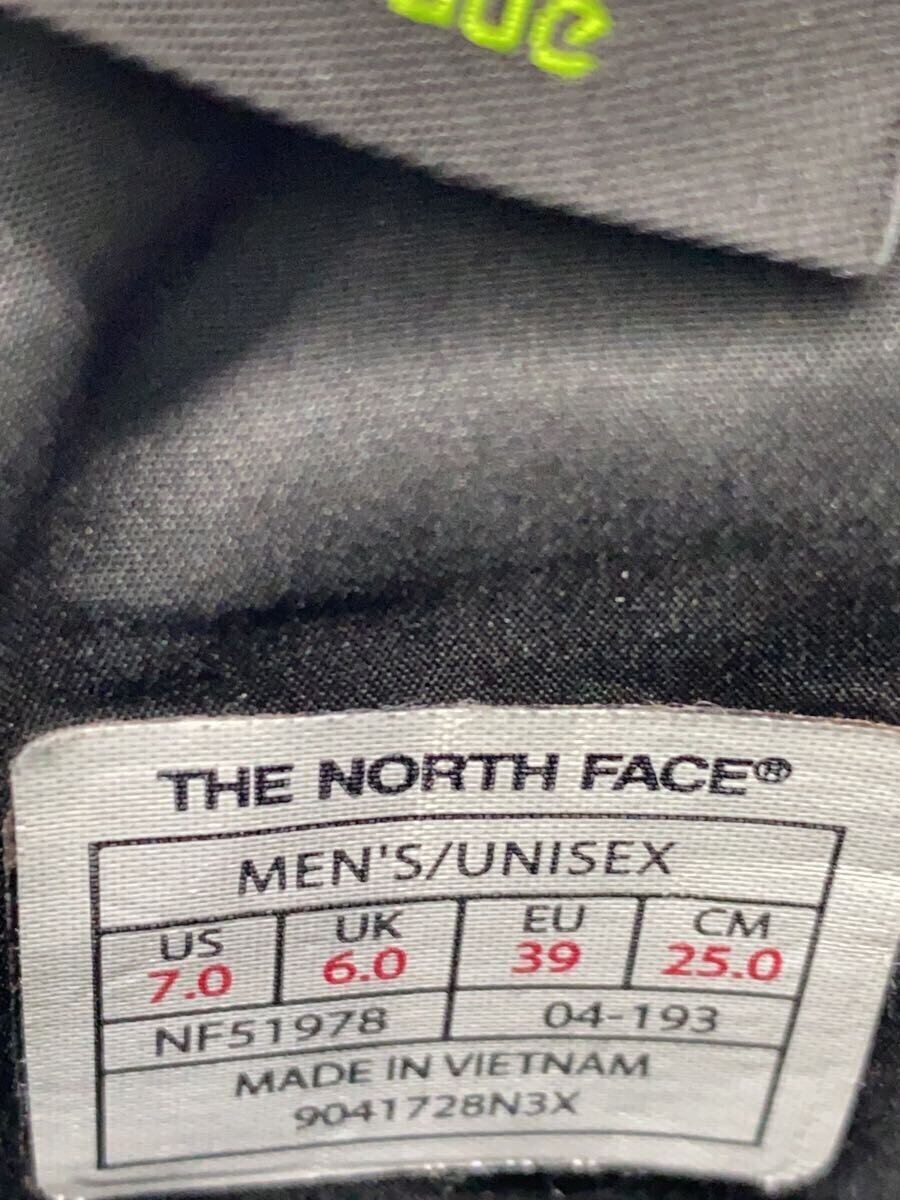 THE NORTH FACE®
MEN'S/UNISEX
US UK EU CM
7.0 6.0 39 25.0
NF51978 04-193
MADE IN VIETNAM
9041728N3X